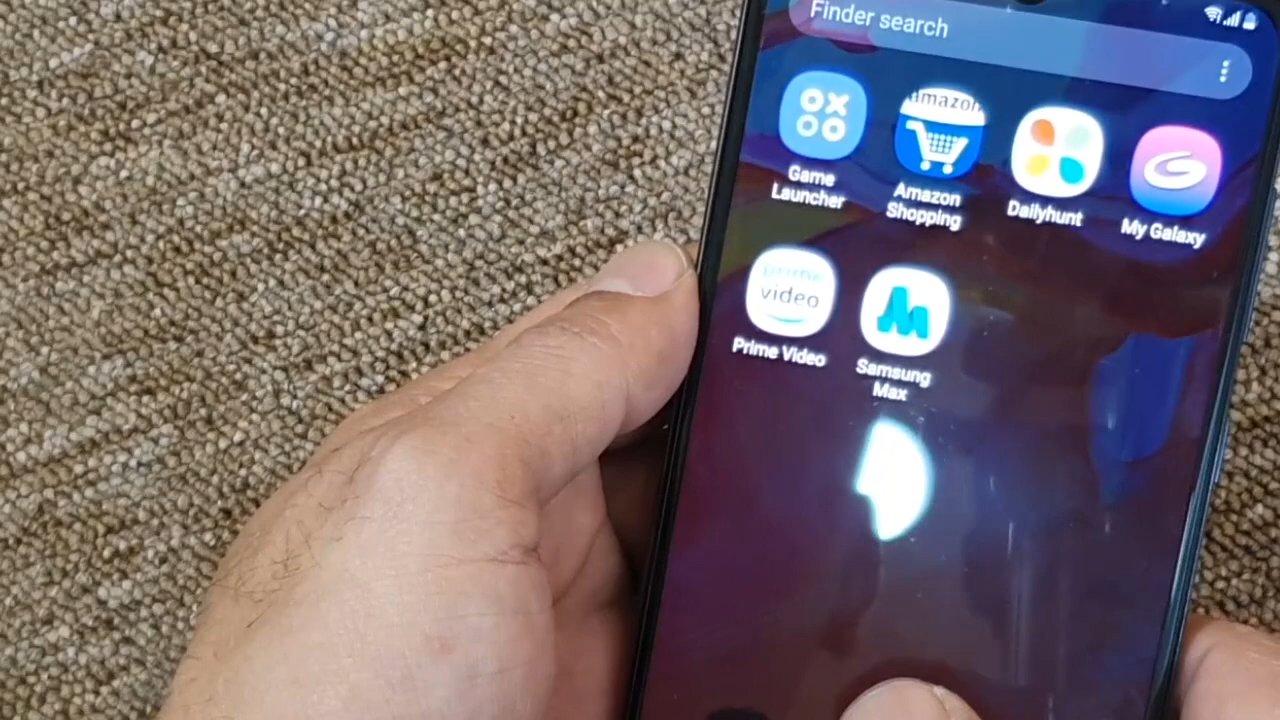 Finder search
amazon
Game
Launcher
Amazon
Shopping
Dailyhunt
My Galaxy
prime
video
Prime Video
Samsung
Max